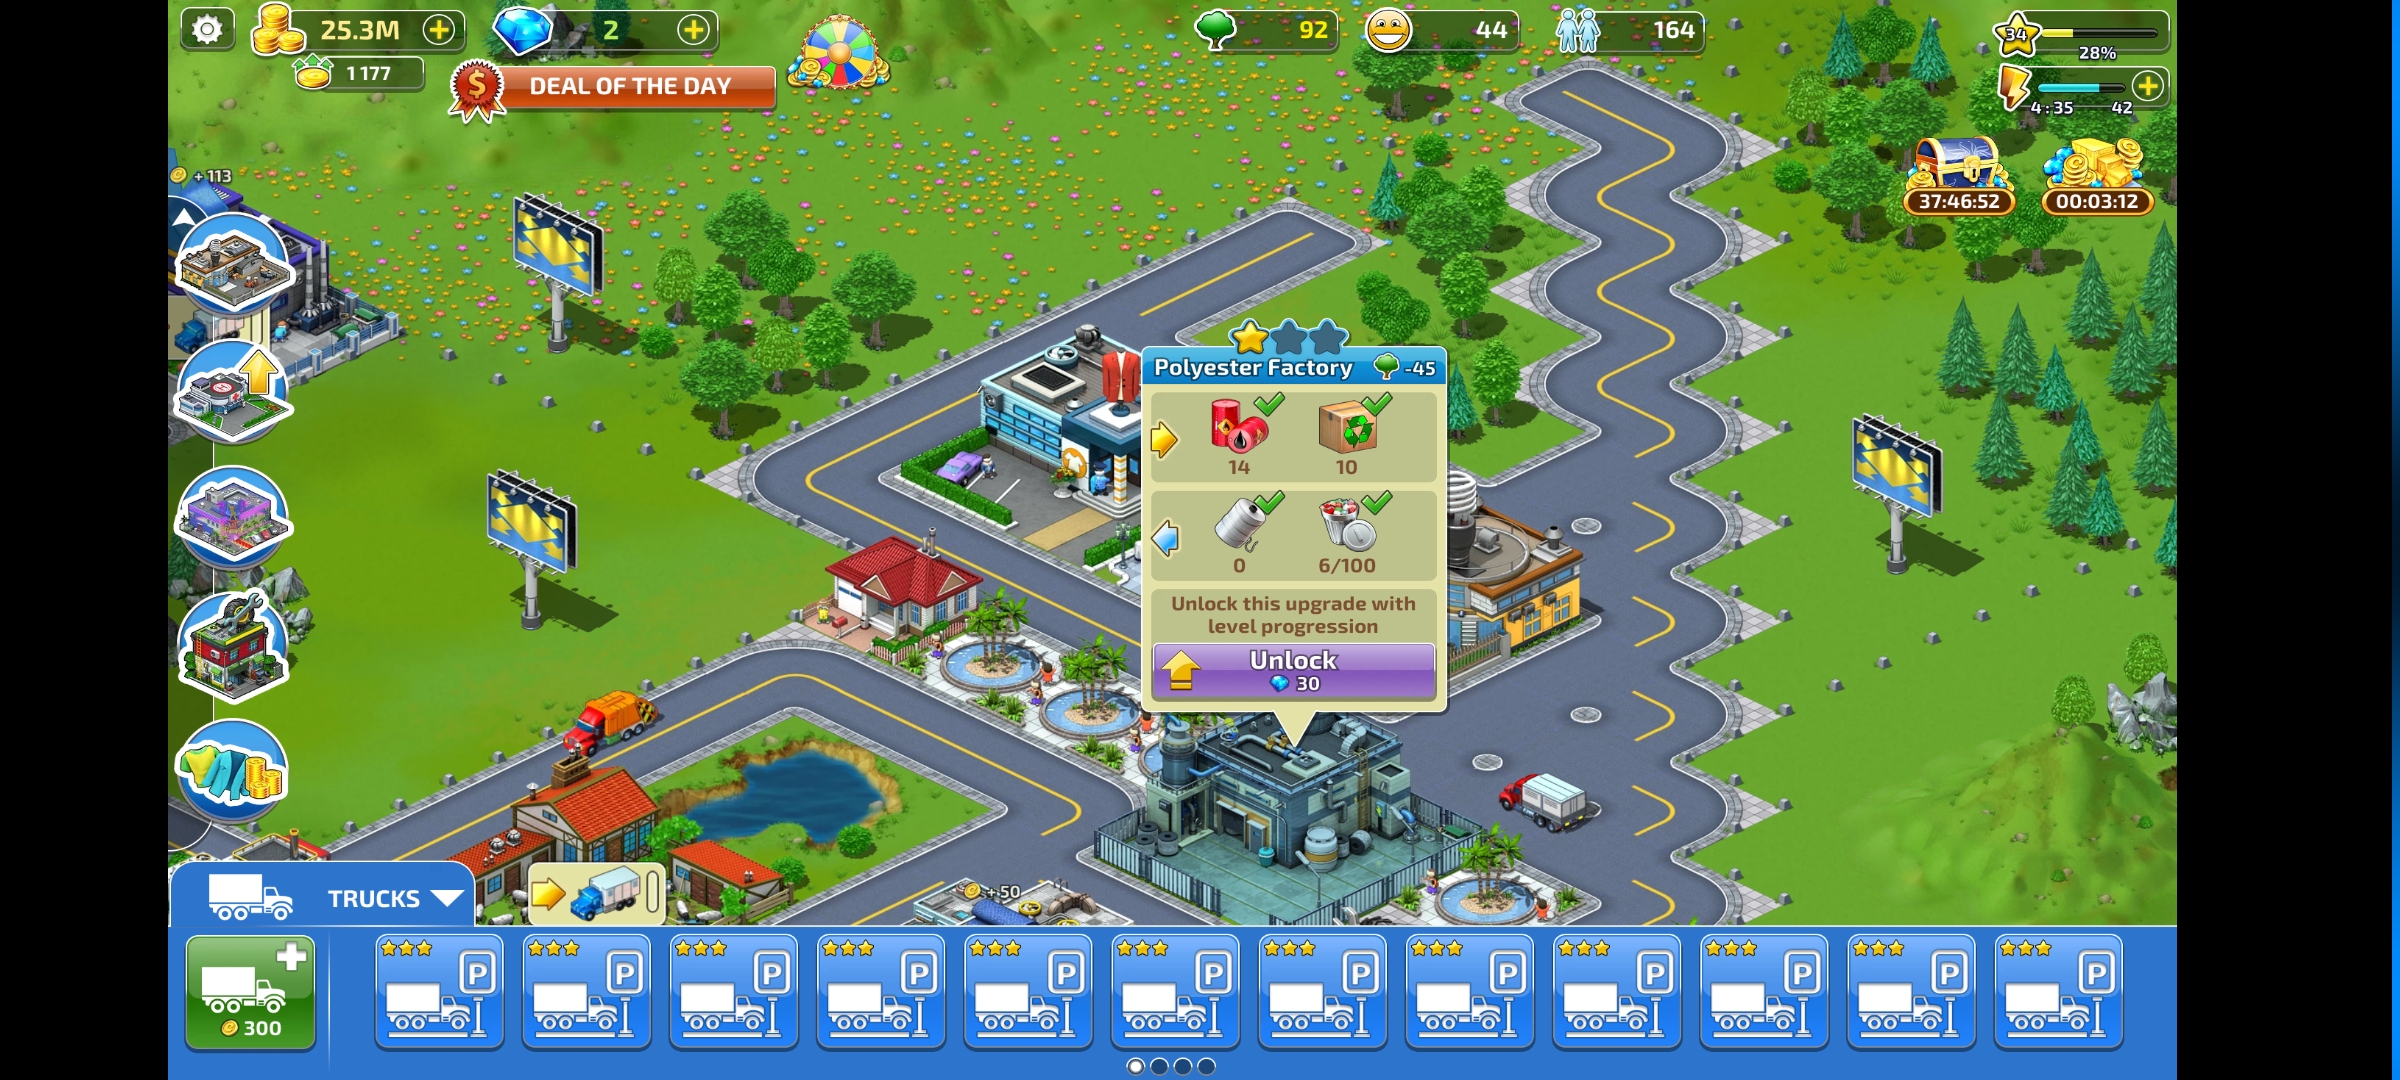 25.3M
2
92
44
164
34
28%
1 177
DEAL OF THE DAY
4:35
42
+113
37:46:52
00:03:12
Polyester Factory
-45
14
10
0
6/100
Unlock this upgrade with
level progression
Unlock
30
+50
TRUCKS
300
P
P
P
P
P
P
P
P
P
P
P
P